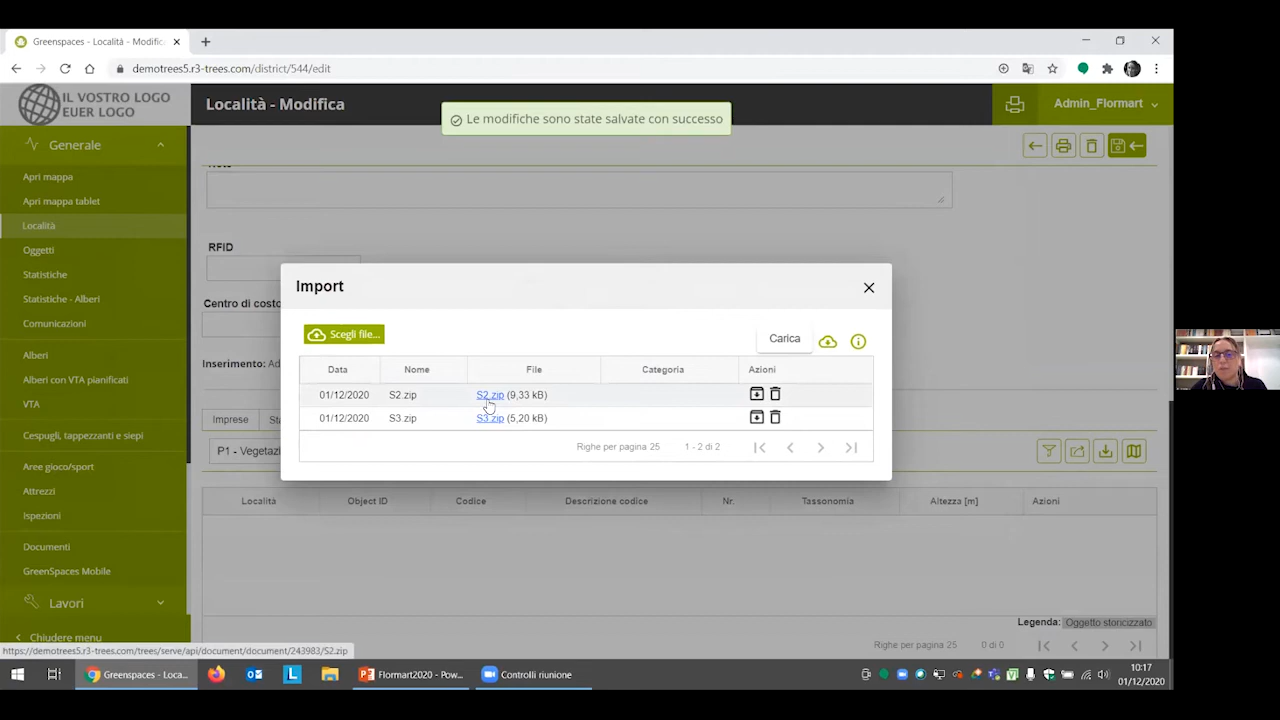 Greenspaces - Località - Modific
demotrees5.r3-trees.com/district/544/edit
IL VOSTRO LOGO
EUER LOGO
Località - Modifica
Le modifiche sono state salvate con successo
Admin_Flormart
Generale
Apri mappa
Apri mappa tablet
Località
Oggetti
Statistiche
Statistiche - Alberi
Comunicazioni
Alberi
Alberi con VTA pianificati
VTA
Cespugli, tappezzanti e siepi
Aree gioco/sport
Attrezzi
Ispezioni
Documenti
GreenSpaces Mobile
Lavori
Chiudere menu
RFID
Centro di costo
Inserimento: Ad
Imprese
P1 - Vegetazi
Import
Scegli file...
Carica
Data Nome File Categoria Azioni
01/12/2020 S2.zip S2.zip (9,33 kB)
01/12/2020 S3.zip S3.zip (5,20 kB)
Righe per pagina 25 1 - 2 di 2
Località Object ID Codice Descrizione codice Nr. Tassonomia Altezza [m] Azioni
Legenda: Oggetto storicizzato
Righe per pagina 25 0 di 0
https://demotrees5.r3-trees.com/trees/serve/api/document/document/243983/S2.zip
Greenspaces - Loca...
L
Flormart2020 - Pow...
Controlli riunione
10:17
01/12/2020